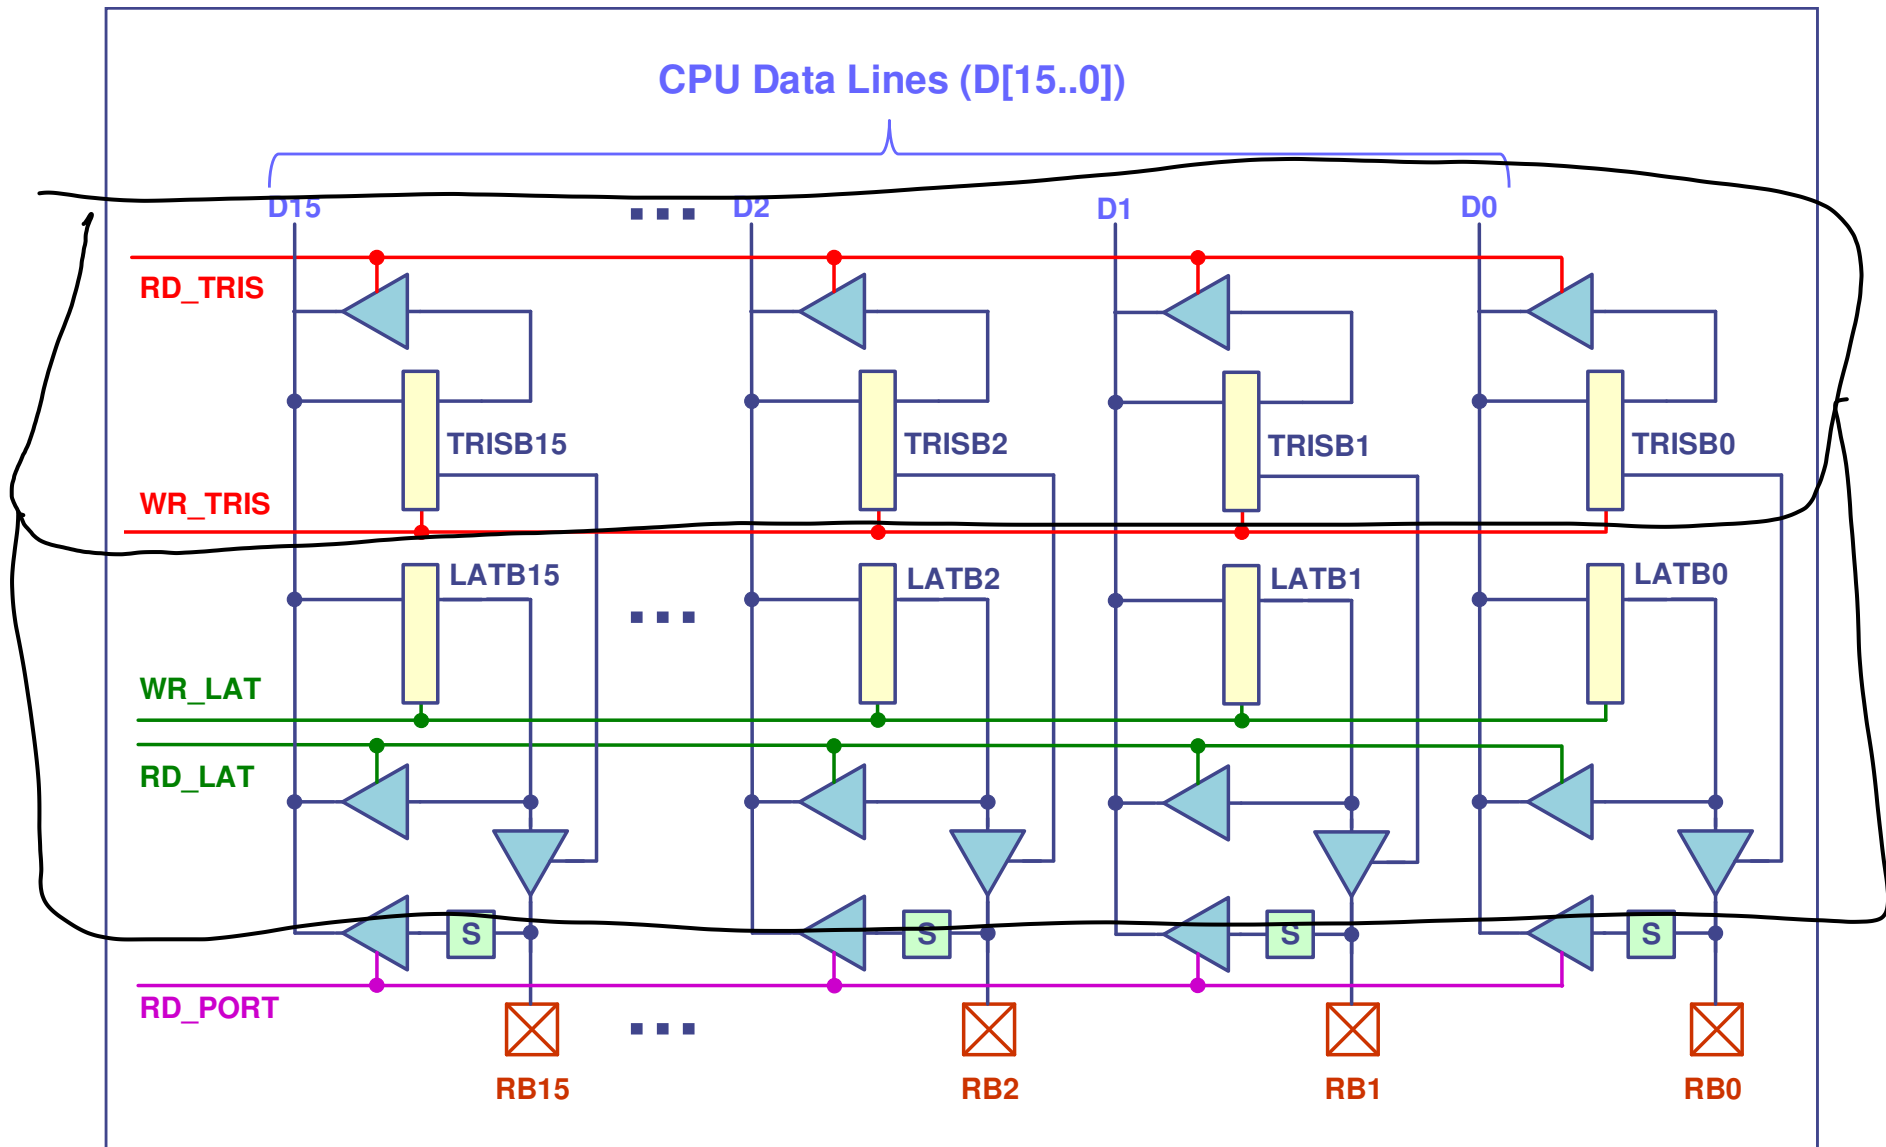 CPU Data Lines (D[15..0])
D15 ... D2 D1 D0
RD_TRIS
TRISB15 TRISB2 TRISB1 TRISB0
WR_TRIS
LATB15 LATB2 LATB1 LATB0
...
WR_LAT
RD_LAT
S S S S
RD_PORT
...
RB15 RB2 RB1 RB0